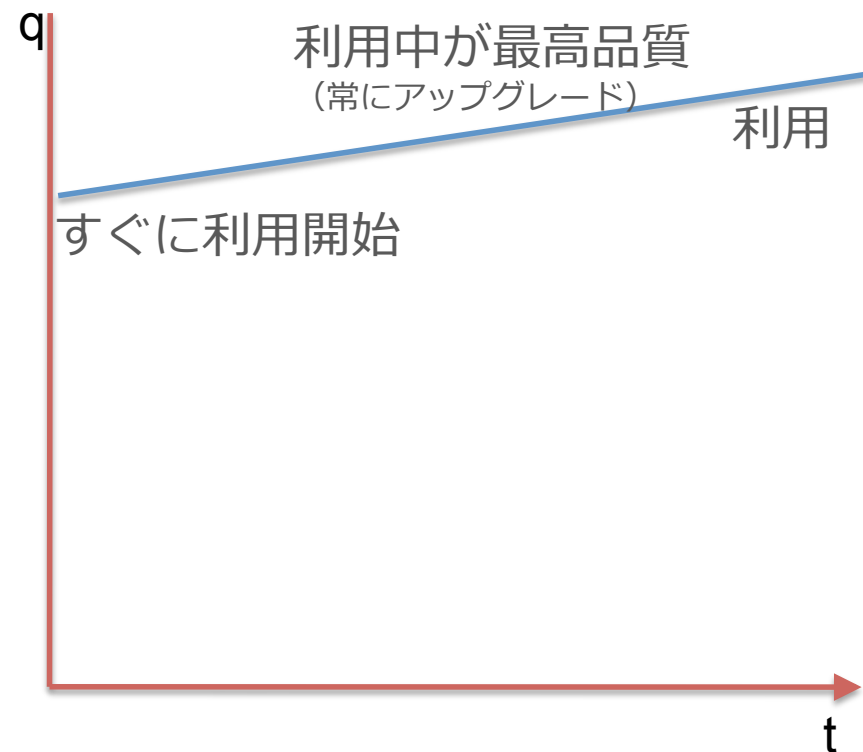 q
利用中が最高品質
(常にアップグレード)
利用
すぐに利用開始
t